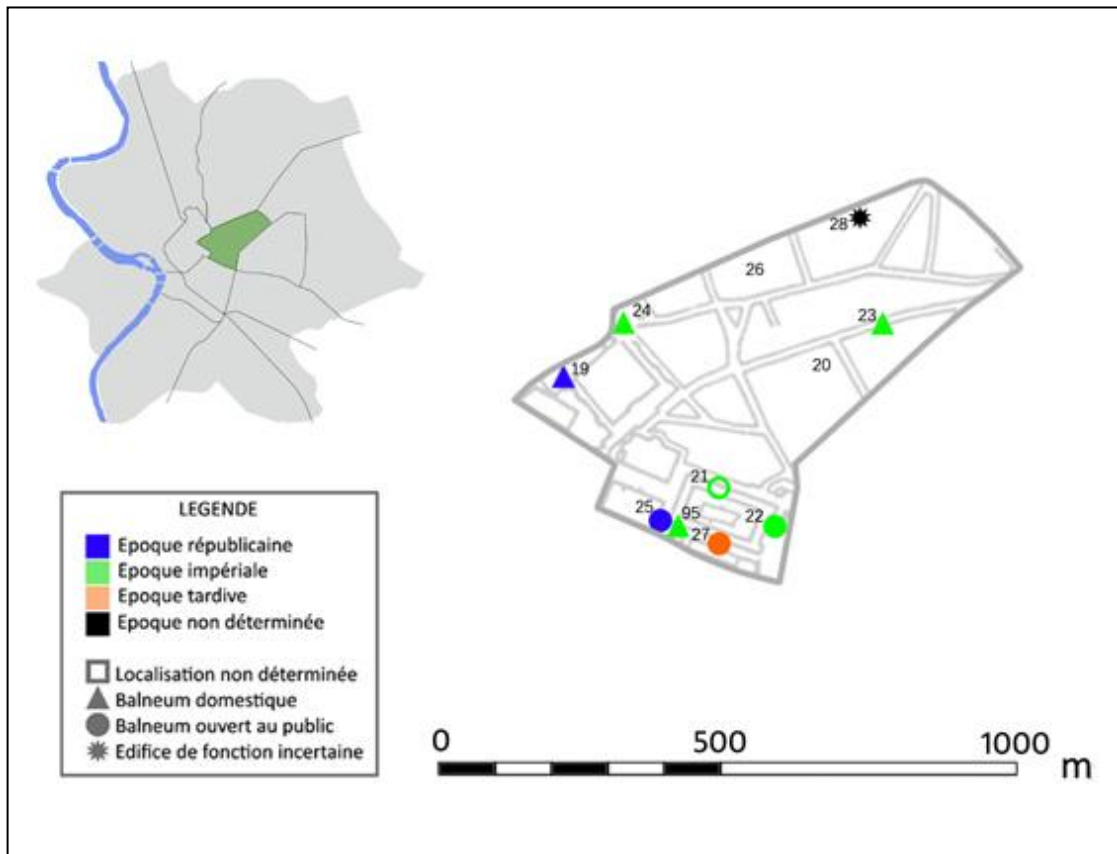 28
26
24
23
19
20
21
25
95
22
27
LEGENDE
Epoque républicaine
Epoque impériale
Epoque tardive
Epoque non déterminée
Localisation non déterminée
Balneum domestique
Balneum ouvert au public
Edifice de fonction incertaine
0 500 1000
m